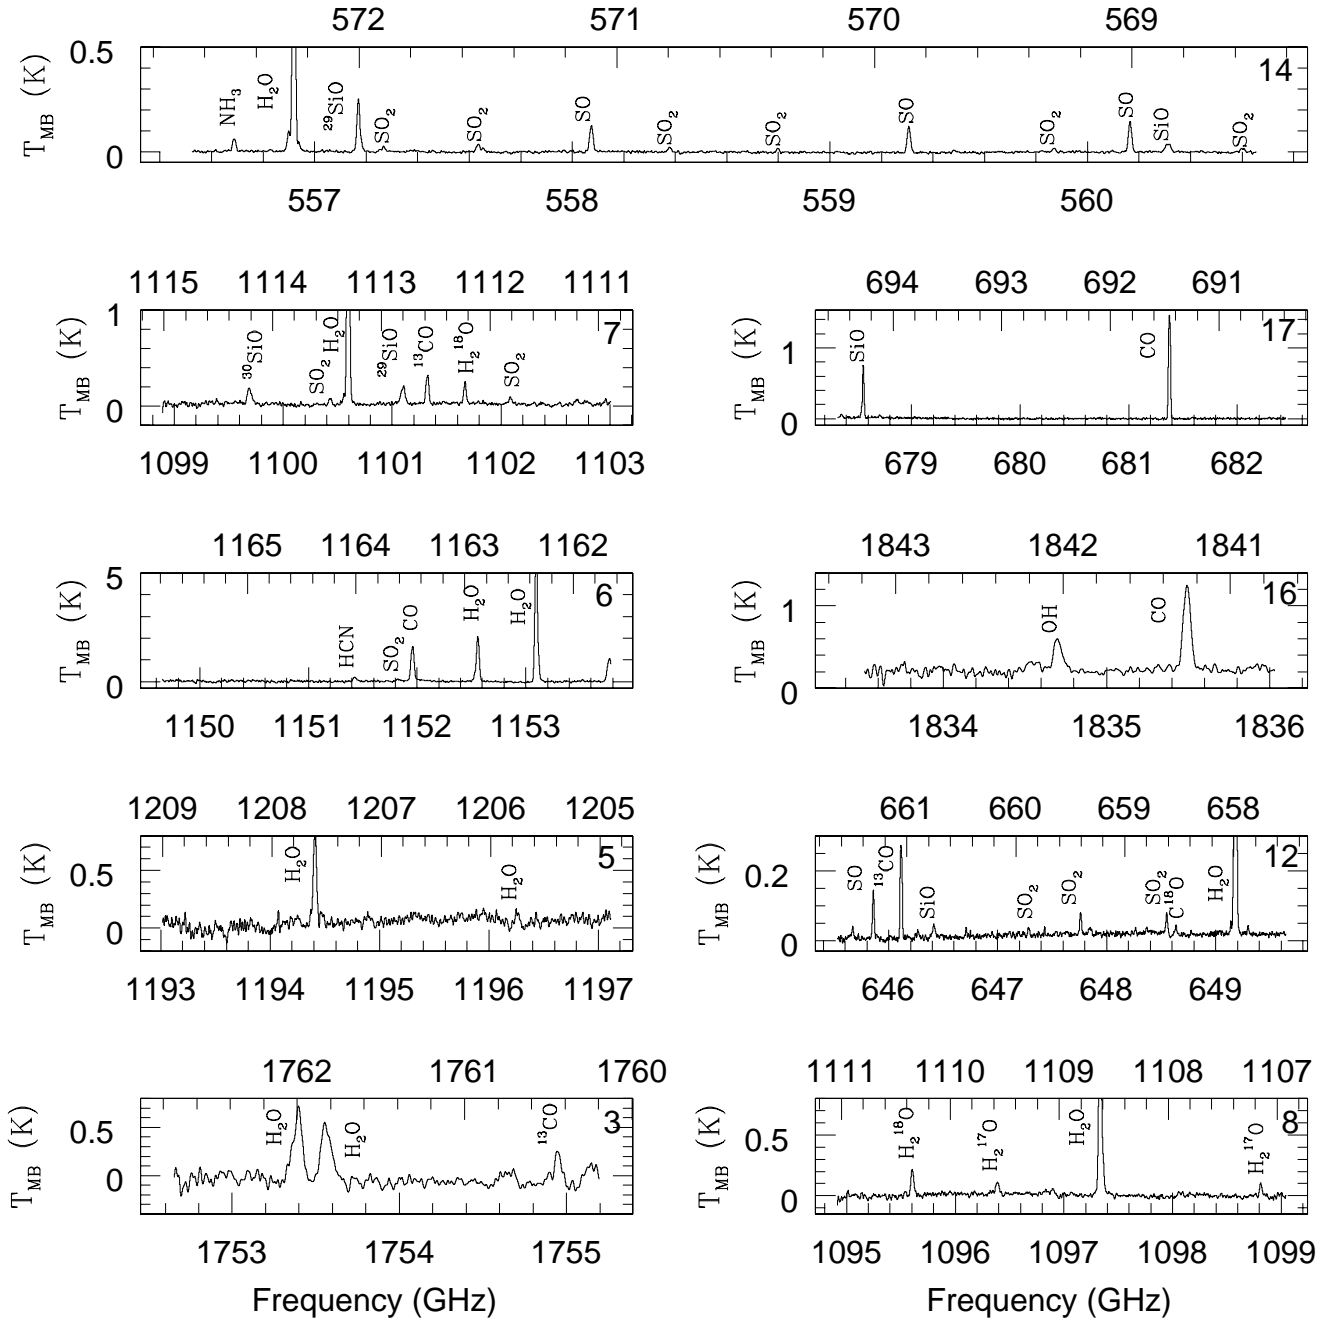 572 571 570 569
0.5 0 T_MB (K)
NH₃ H₂O ²⁹SiO SO₂ SO₂ SO SO₂ SO₂ SO SO₂ SO SiO SO₂ 14
557 558 559 560
1115 1114 1113 1112 1111
1 0 T_MB (K)
³⁰SiO SO₂ H₂O ²⁹SiO ¹³CO H₂¹⁸O SO₂ 7
1099 1100 1101 1102 1103
694 693 692 691
1 0 T_MB (K)
SiO CO 17
679 680 681 682
1165 1164 1163 1162
5 0 T_MB (K)
HCN SO₂ CO H₂O H₂O 6
1150 1151 1152 1153
1843 1842 1841
1 0 T_MB (K)
OH CO 16
1834 1835 1836
1209 1208 1207 1206 1205
0.5 0 T_MB (K)
H₂O H₂O 5
1193 1194 1195 1196 1197
661 660 659 658
0.2 0 T_MB (K)
SO ¹³CO SiO SO₂ SO₂ SO₂ C¹⁸O H₂O 12
646 647 648 649
1762 1761 1760
0.5 0 T_MB (K)
H₂O H₂O ¹³CO 3
1753 1754 1755
Frequency (GHz)
1111 1110 1109 1108 1107
0.5 0 T_MB (K)
H₂¹⁸O H₂¹⁷O H₂O H₂¹⁷O 8
1095 1096 1097 1098 1099
Frequency (GHz)